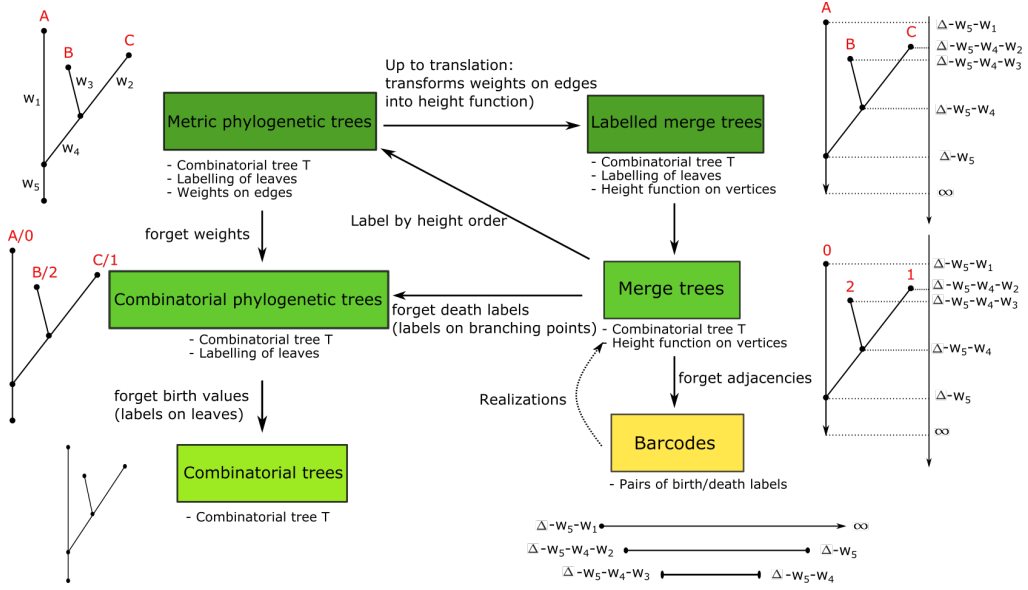 A
B
C
w₃
w₂
w₁
w₄
w₅
Metric phylogenetic trees
- Combinatorial tree T
- Labelling of leaves
- Weights on edges
Up to translation:
transforms weights on edges
into height function)
Labelled merge trees
- Combinatorial tree T
- Labelling of leaves
- Height function on vertices
A
B
C
Δ-w₅-w₁
Δ-w₅-w₄-w₂
Δ-w₅-w₄-w₃
Δ-w₅-w₄
Δ-w₅
∞
forget weights
Label by height order
A/0
B/2
C/1
Combinatorial phylogenetic trees
- Combinatorial tree T
- Labelling of leaves
forget death labels
(labels on branching points)
Merge trees
- Combinatorial tree T
- Height function on vertices
0
1
2
Δ-w₅-w₁
Δ-w₅-w₄-w₂
Δ-w₅-w₄-w₃
Δ-w₅-w₄
Δ-w₅
∞
forget birth values
(labels on leaves)
Realizations
forget adjacencies
Combinatorial trees
- Combinatorial tree T
Barcodes
- Pairs of birth/death labels
Δ-w₅-w₁ ∞
Δ-w₅-w₄-w₂ Δ-w₅
Δ-w₅-w₄-w₃ Δ-w₅-w₄